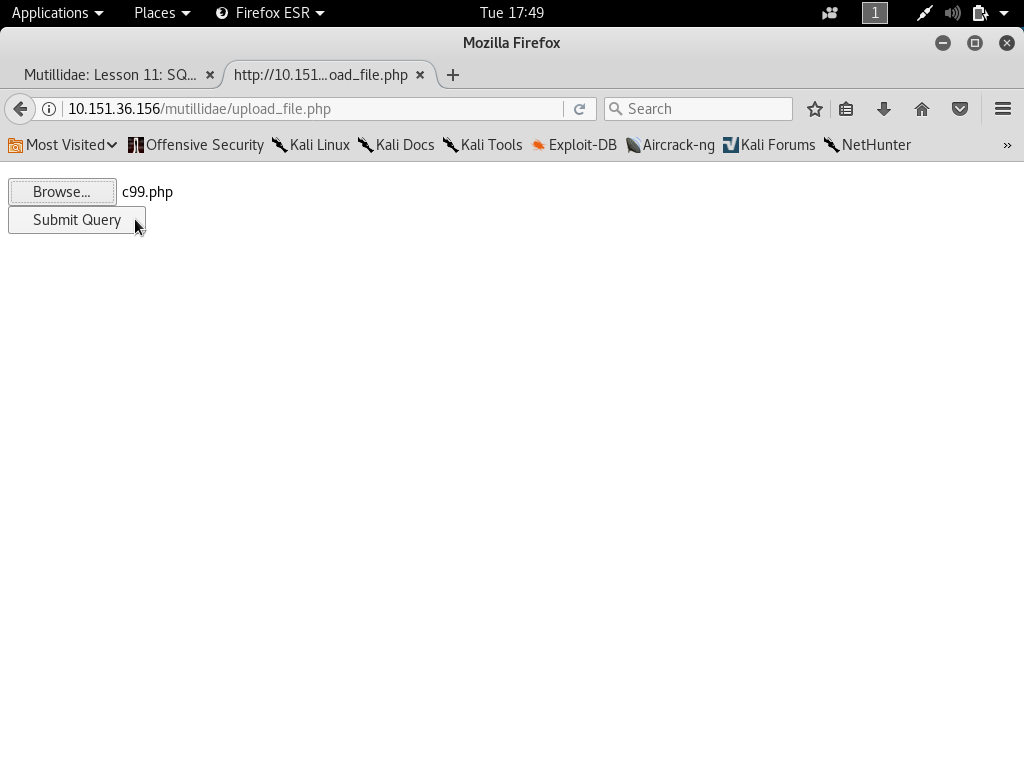 Applications Places Firefox ESR Tue 17:49 1
Mozilla Firefox
Mutillidae: Lesson 11: SQ... http://10.151...oad_file.php
10.151.36.156/mutillidae/upload_file.php Search
Most Visited Offensive Security Kali Linux Kali Docs Kali Tools Exploit-DB Aircrack-ng Kali Forums NetHunter »
Browse... c99.php
Submit Query